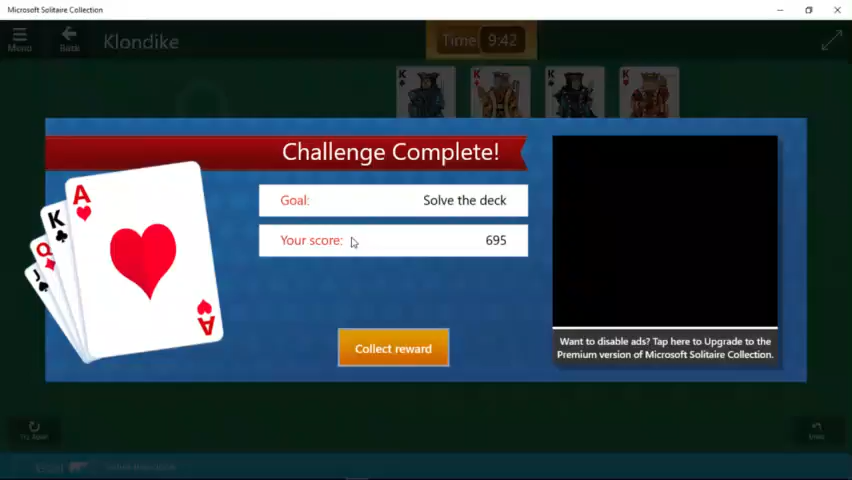 Microsoft Solitaire Collection
Menu
Back
Klondike
Time 9:42
K
K
K
K
Challenge Complete!
A
K
Q
J
A
Goal: Solve the deck
Your score: 695
Collect reward
Want to disable ads? Tap here to Upgrade to the
Premium version of Microsoft Solitaire Collection.
Undo